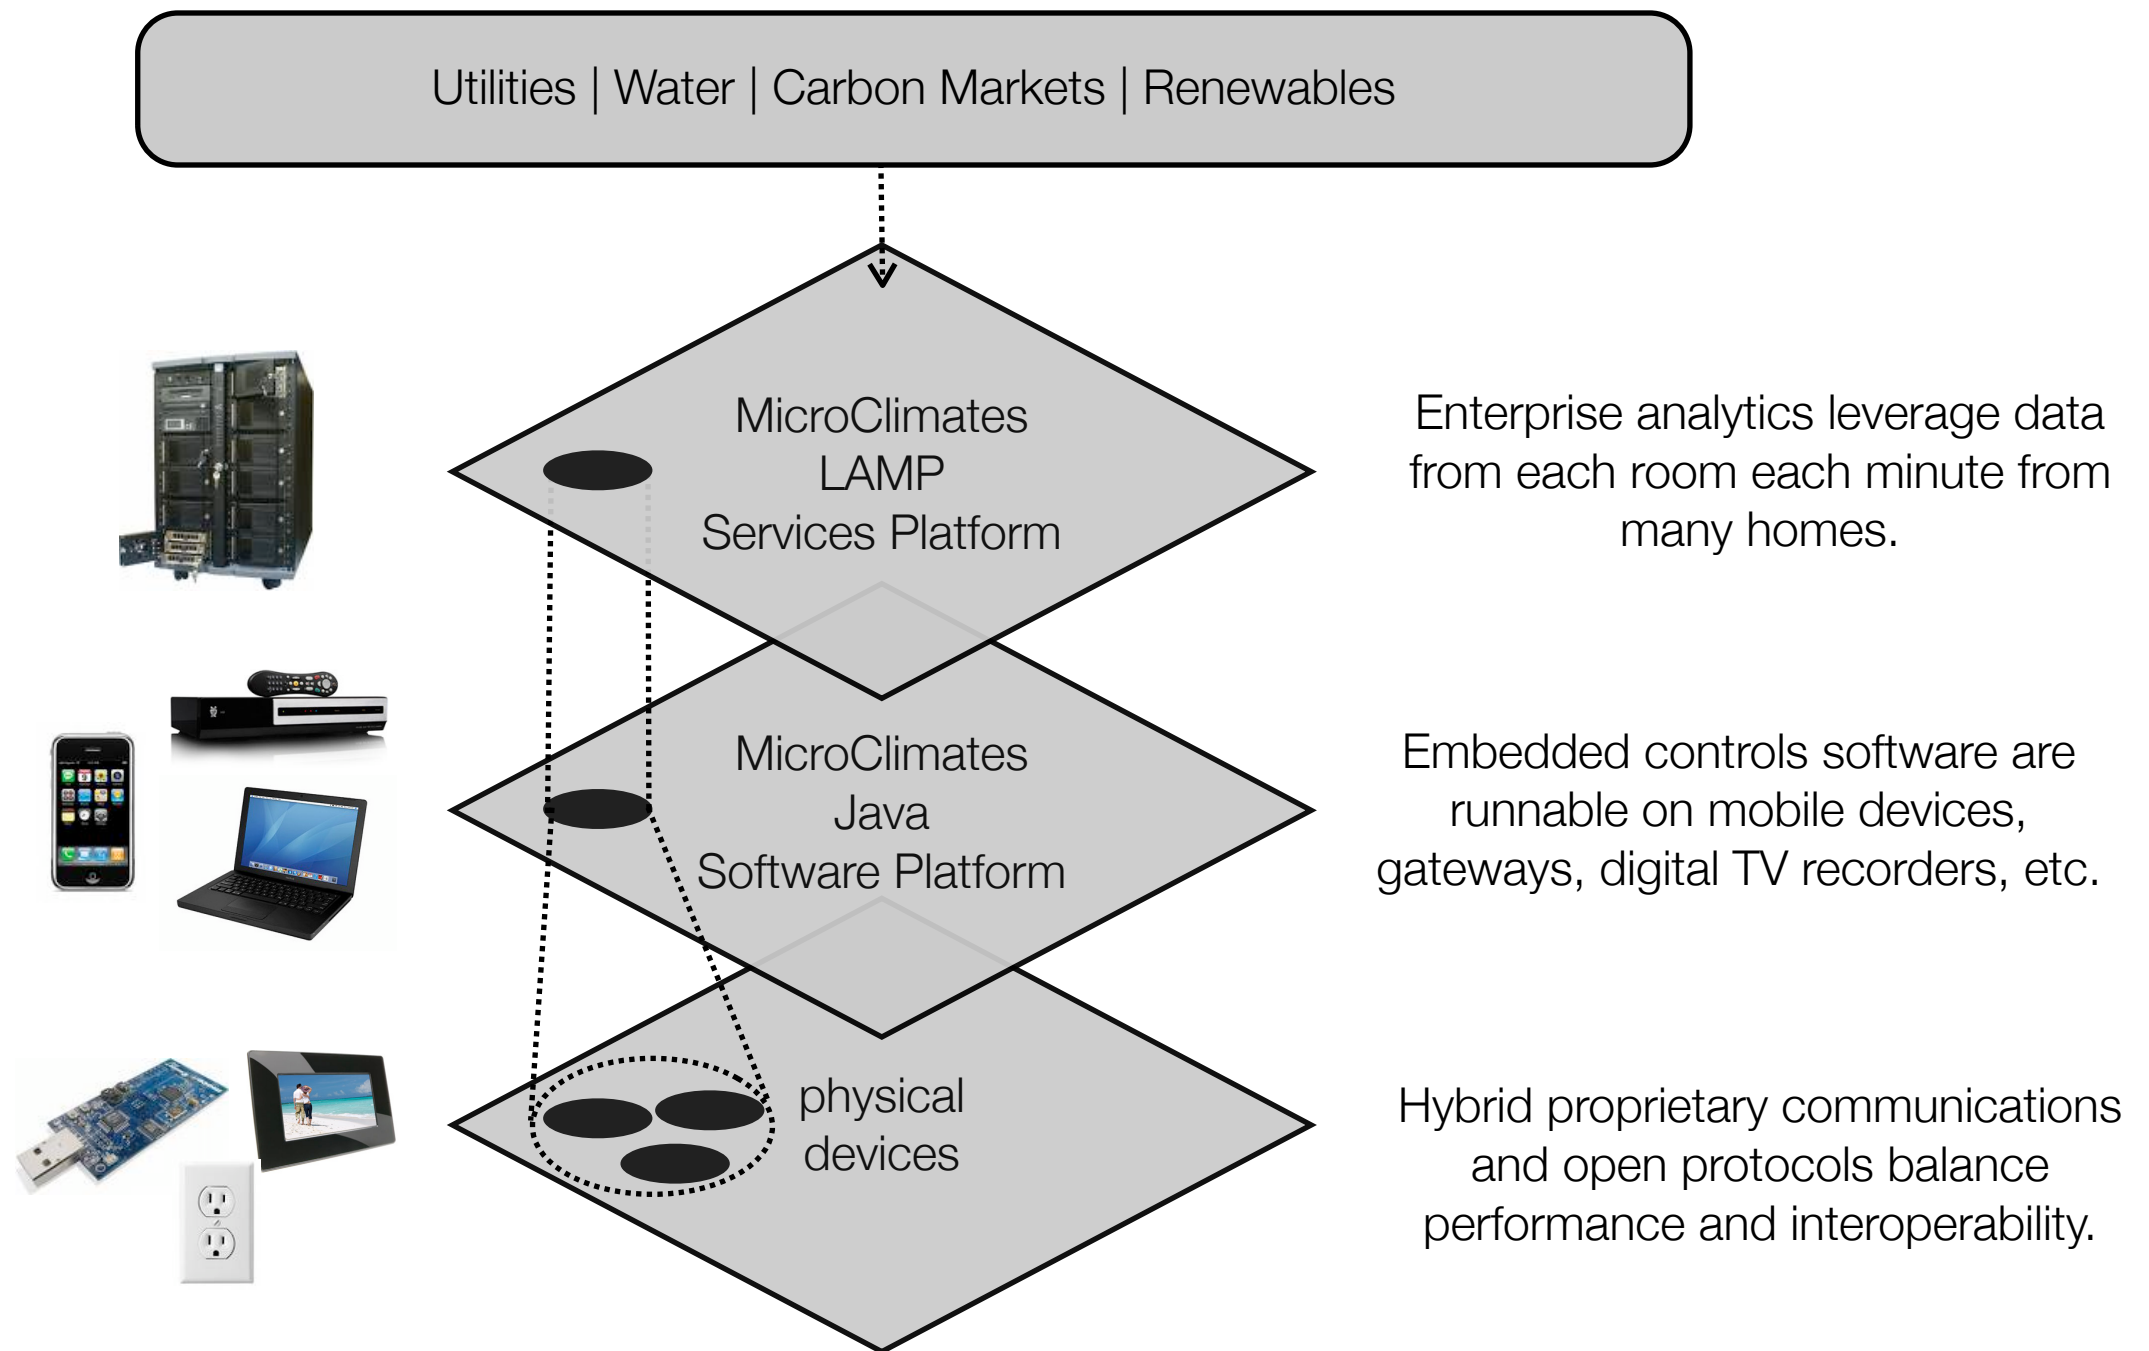 Utilities | Water | Carbon Markets | Renewables
MicroClimates
LAMP
Services Platform
Enterprise analytics leverage data
from each room each minute from
many homes.
MicroClimates
Java
Software Platform
Embedded controls software are
runnable on mobile devices,
gateways, digital TV recorders, etc.
physical
devices
Hybrid proprietary communications
and open protocols balance
performance and interoperability.